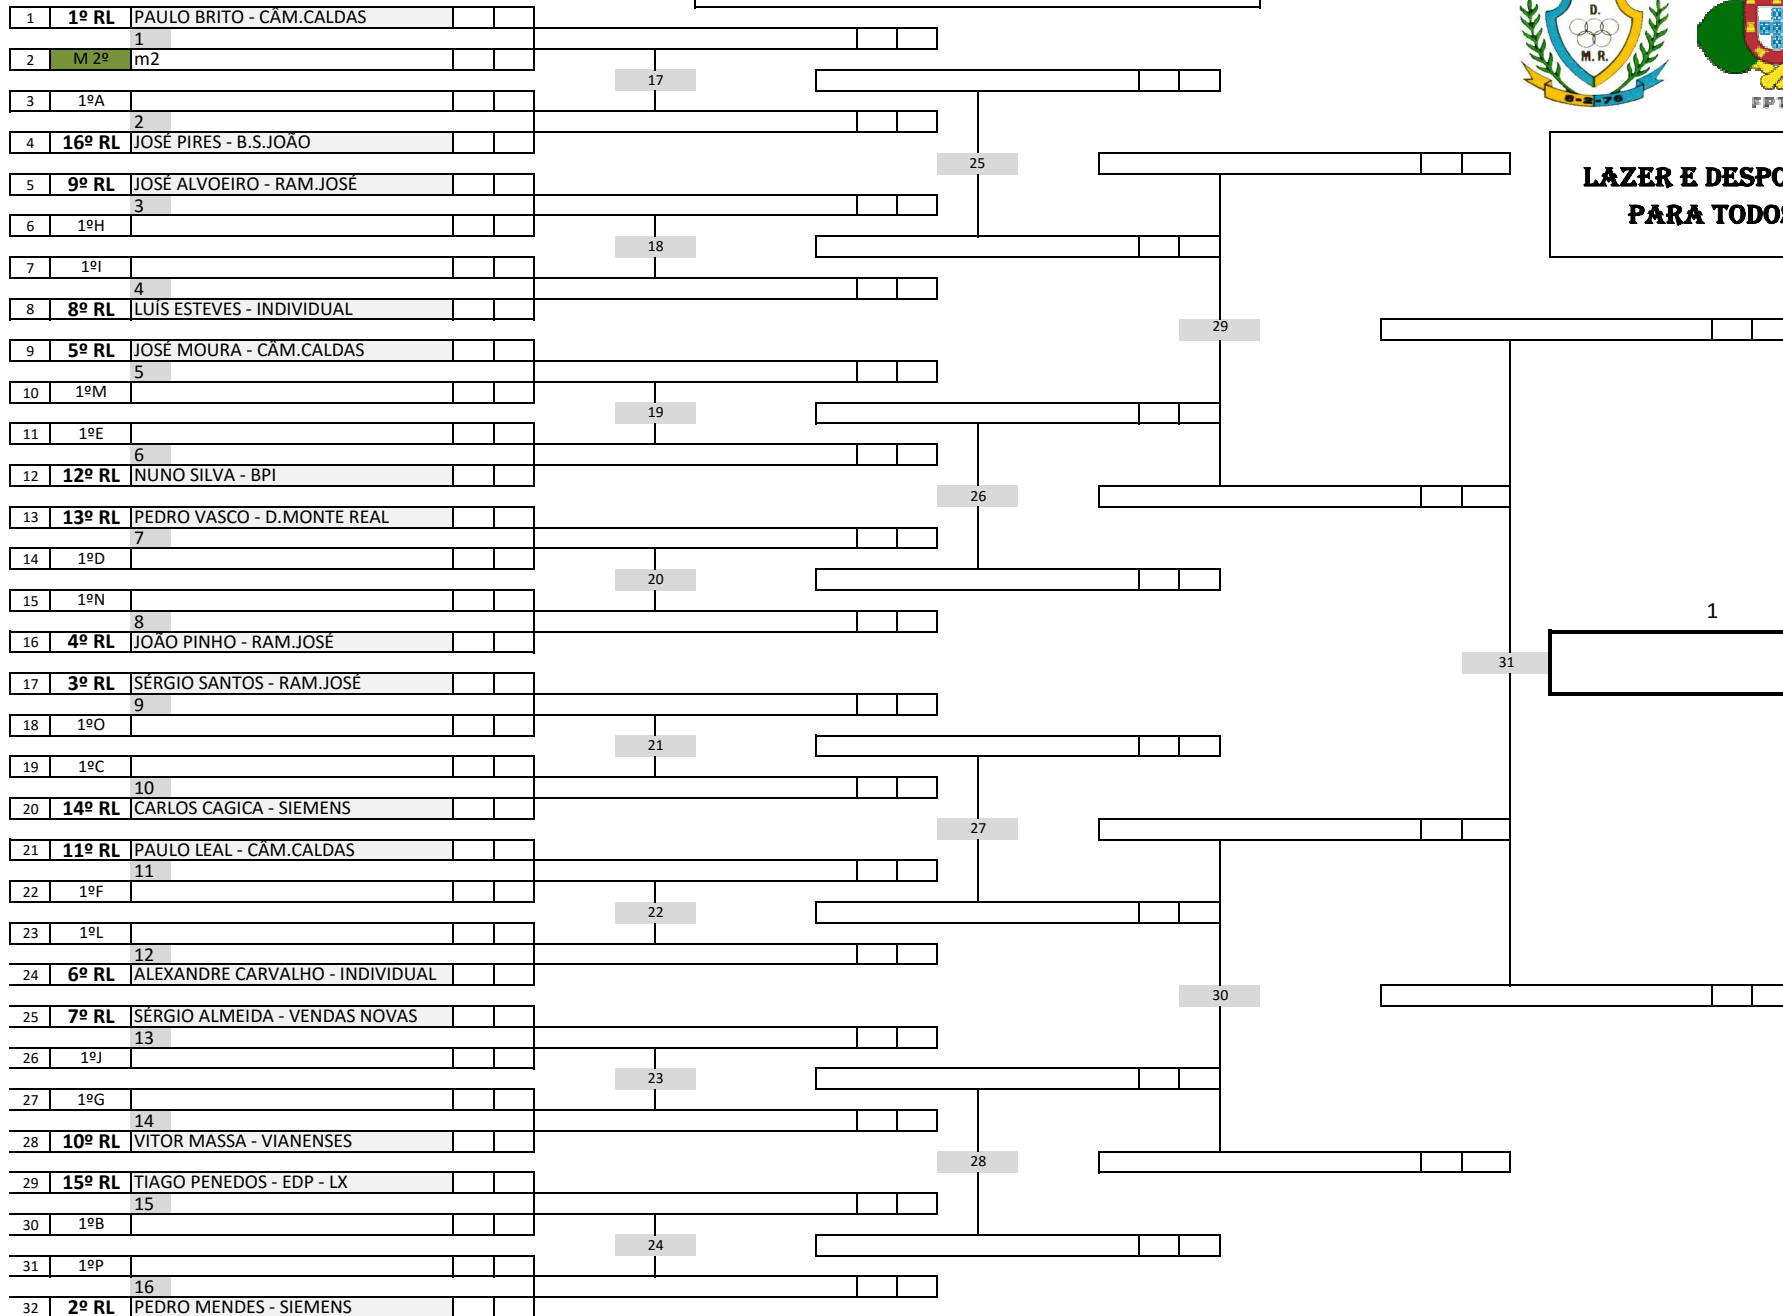 1 1º RL PAULO BRITO - CÂM.CALDAS
1
2 M 2º m2
17
3 1ºA
2
4 16º RL JOSÉ PIRES - B.S.JOÃO
25
5 9º RL JOSÉ ALVOEIRO - RAM.JOSÉ
3
6 1ºH
18
7 1ºI
4
8 8º RL LUÍS ESTEVES - INDIVIDUAL
29
9 5º RL JOSÉ MOURA - CÂM.CALDAS
5
10 1ºM
19
11 1ºE
6
12 12º RL NUNO SILVA - BPI
26
13 13º RL PEDRO VASCO - D.MONTE REAL
7
14 1ºD
20
15 1ºN
8
16 4º RL JOÃO PINHO - RAM.JOSÉ
31
17 3º RL SÉRGIO SANTOS - RAM.JOSÉ
9
18 1ºO
21
19 1ºC
10
20 14º RL CARLOS CAGICA - SIEMENS
27
21 11º RL PAULO LEAL - CÂM.CALDAS
11
22 1ºF
22
23 1ºL
12
24 6º RL ALEXANDRE CARVALHO - INDIVIDUAL
30
25 7º RL SÉRGIO ALMEIDA - VENDAS NOVAS
13
26 1ºJ
23
27 1ºG
14
28 10º RL VITOR MASSA - VIANENSES
28
29 15º RL TIAGO PENEDOS - EDP - LX
15
30 1ºB
24
31 1ºP
16
32 2º RL PEDRO MENDES - SIEMENS
D.
M. R.
6-2-76
FPT
LAZER E DESPO
PARA TODOS
1